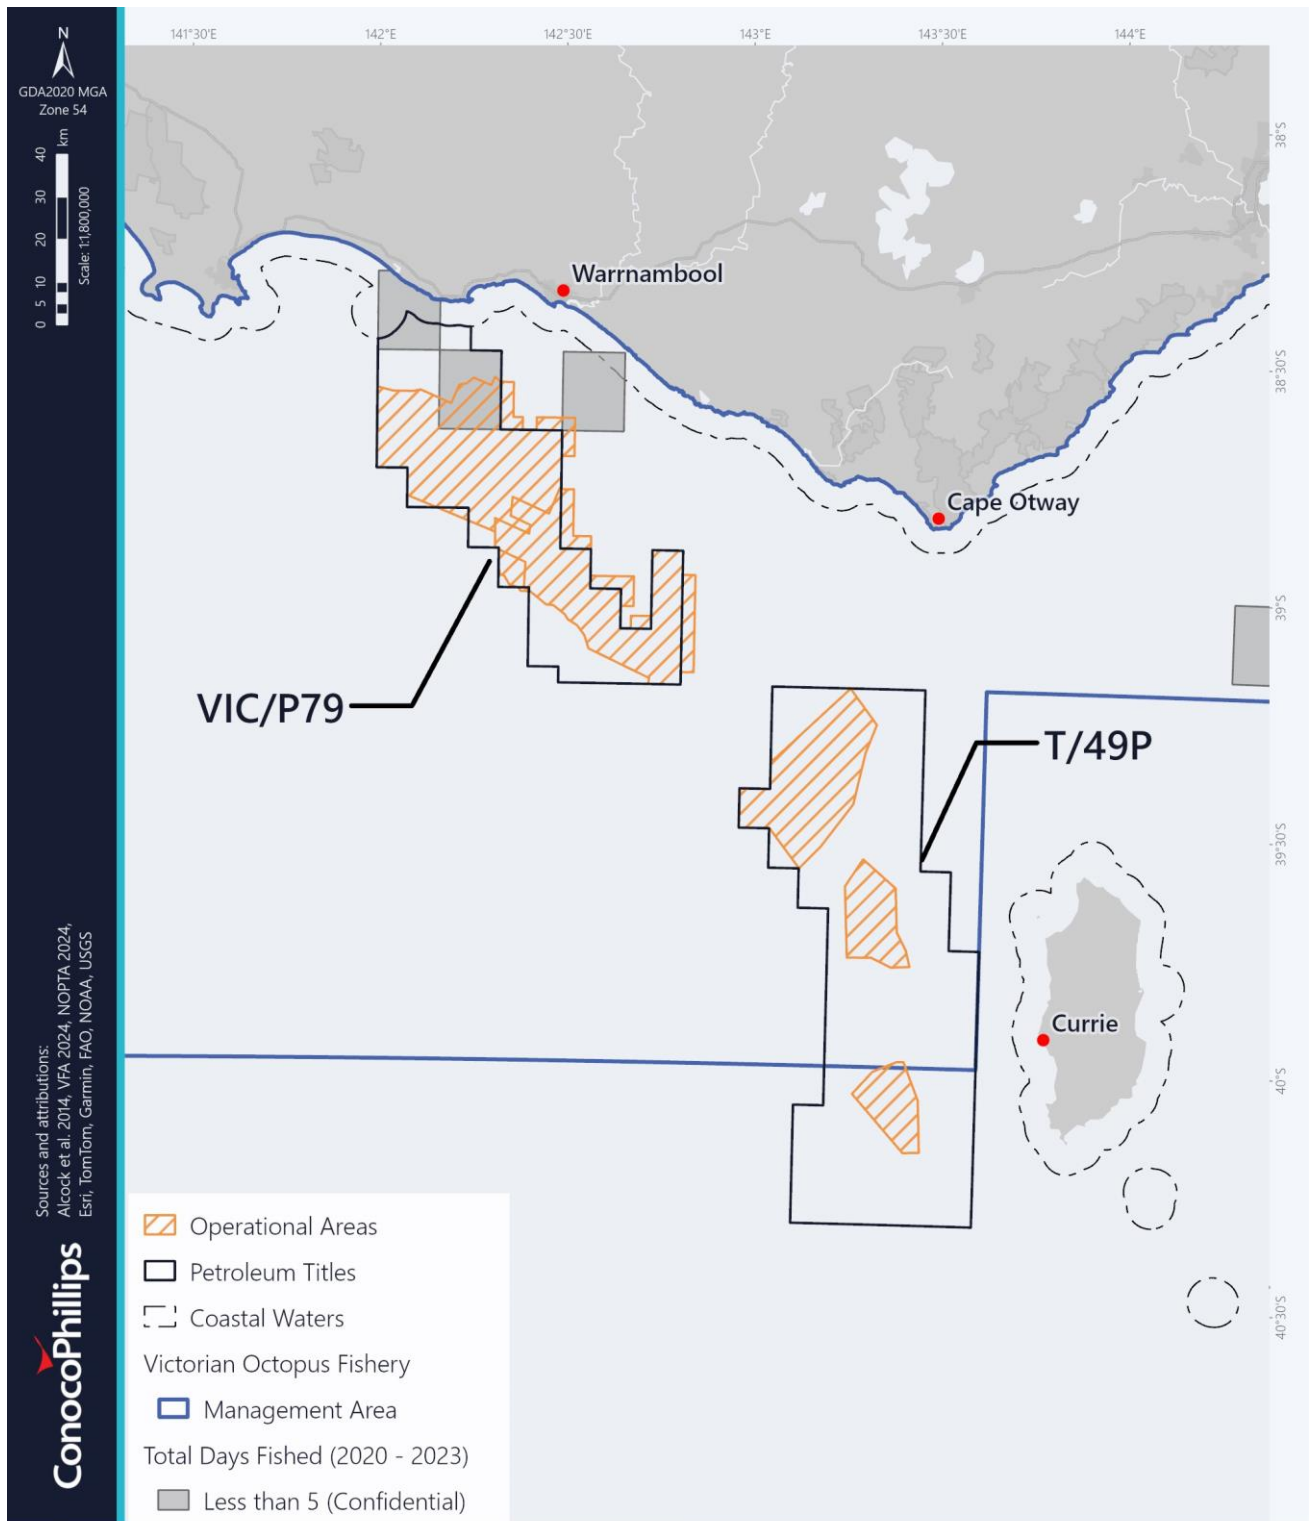 N
GDA2020 MGA
Zone 54
km
0 5 10 20 30 40
Scale: 1:1,800,000
141°30'E 142°E 142°30'E 143°E 143°30'E 144°E
38°S
38°30'S
39°S
39°30'S
40°S
40°30'S
Warrnambool
Cape Otway
VIC/P79
T/49P
Currie
Sources and attributions:
Alcock et al. 2014, VFA 2024, NOPTA 2024,
Esri, TomTom, Garmin, FAO, NOAA, USGS
ConocoPhillips
Operational Areas
Petroleum Titles
Coastal Waters
Victorian Octopus Fishery
Management Area
Total Days Fished (2020 - 2023)
Less than 5 (Confidential)